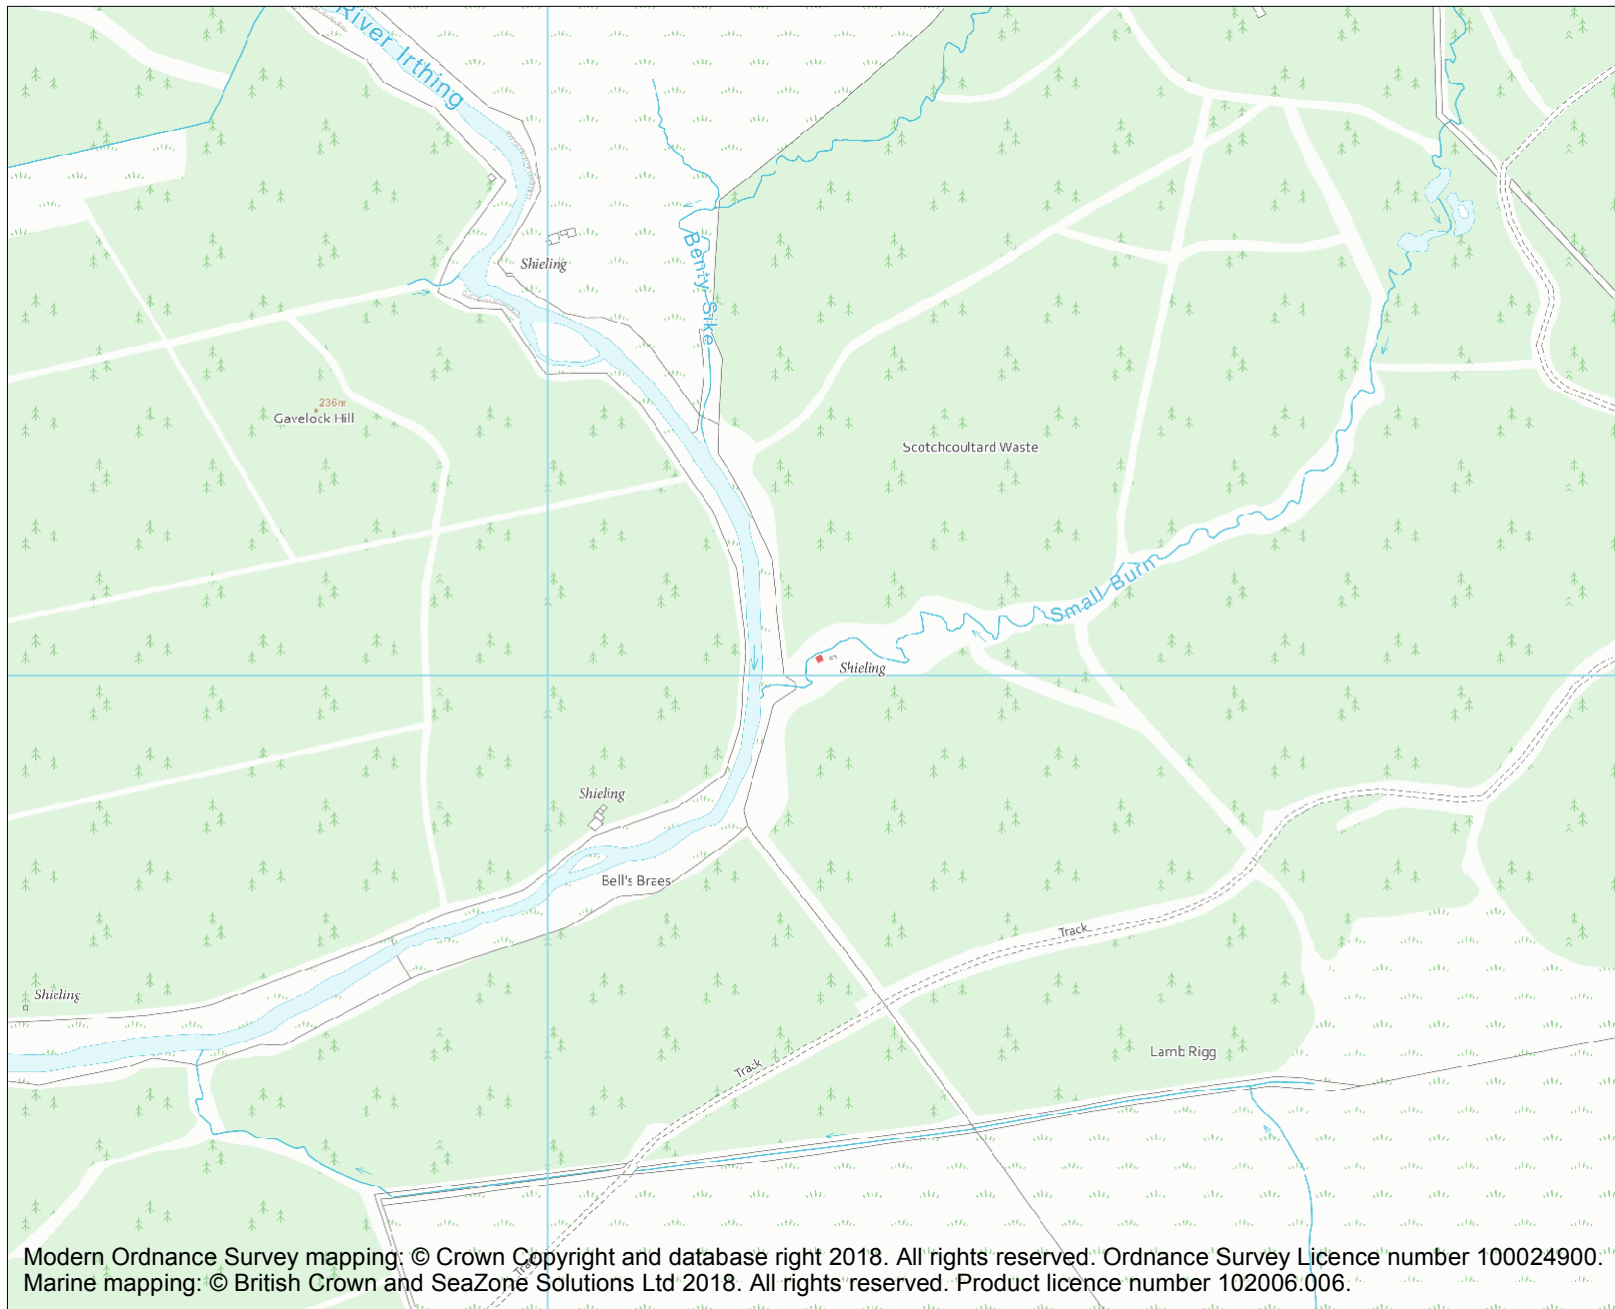 River Irthing
Shieling
Benty Sike
236m
Gavelock Hill
Scotchcoultard Waste
Small Burn
Shieling
Shieling
Bell's Braes
Track
Shieling
Lamb Rigg
Track
Track
Modern Ordnance Survey mapping: © Crown Copyright and database right 2018. All rights reserved. Ordnance Survey Licence number 100024900.
Marine mapping: © British Crown and SeaZone Solutions Ltd 2018. All rights reserved. Product licence number 102006.006.